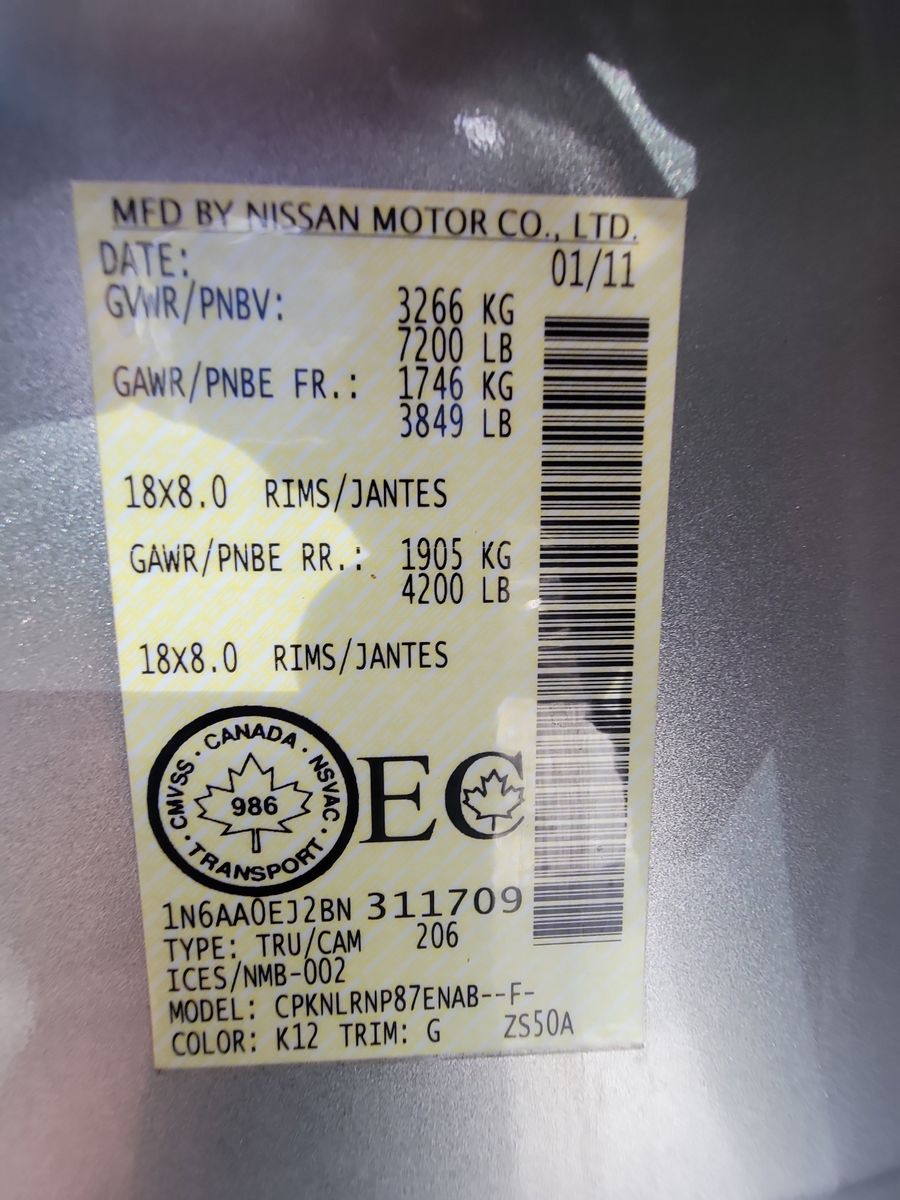 MFD BY NISSAN MOTOR CO., LTD.
DATE: 01/11
GVWR/PNBV: 3266 KG
7200 LB
GAWR/PNBE FR.: 1746 KG
3849 LB
18X8.0 RIMS/JANTES
GAWR/PNBE RR.: 1905 KG
4200 LB
18X8.0 RIMS/JANTES
CMVSS · CANADA · NSVAC · TRANSPORT ·
986
EC
1N6AA0EJ2BN 311709
TYPE: TRU/CAM 206
ICES/NMB-002
MODEL: CPKNLRNP87ENAB--F-
COLOR: K12 TRIM: G ZS50A